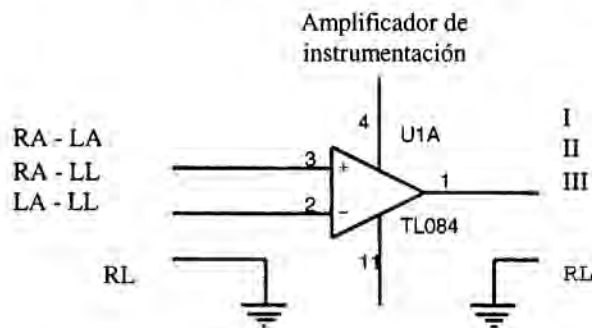 Amplificador de
instrumentación
4
U1A
I
RA - LA
II
3
+
RA - LL
1
III
LA - LL
2
-
TL084
RL
11
RL